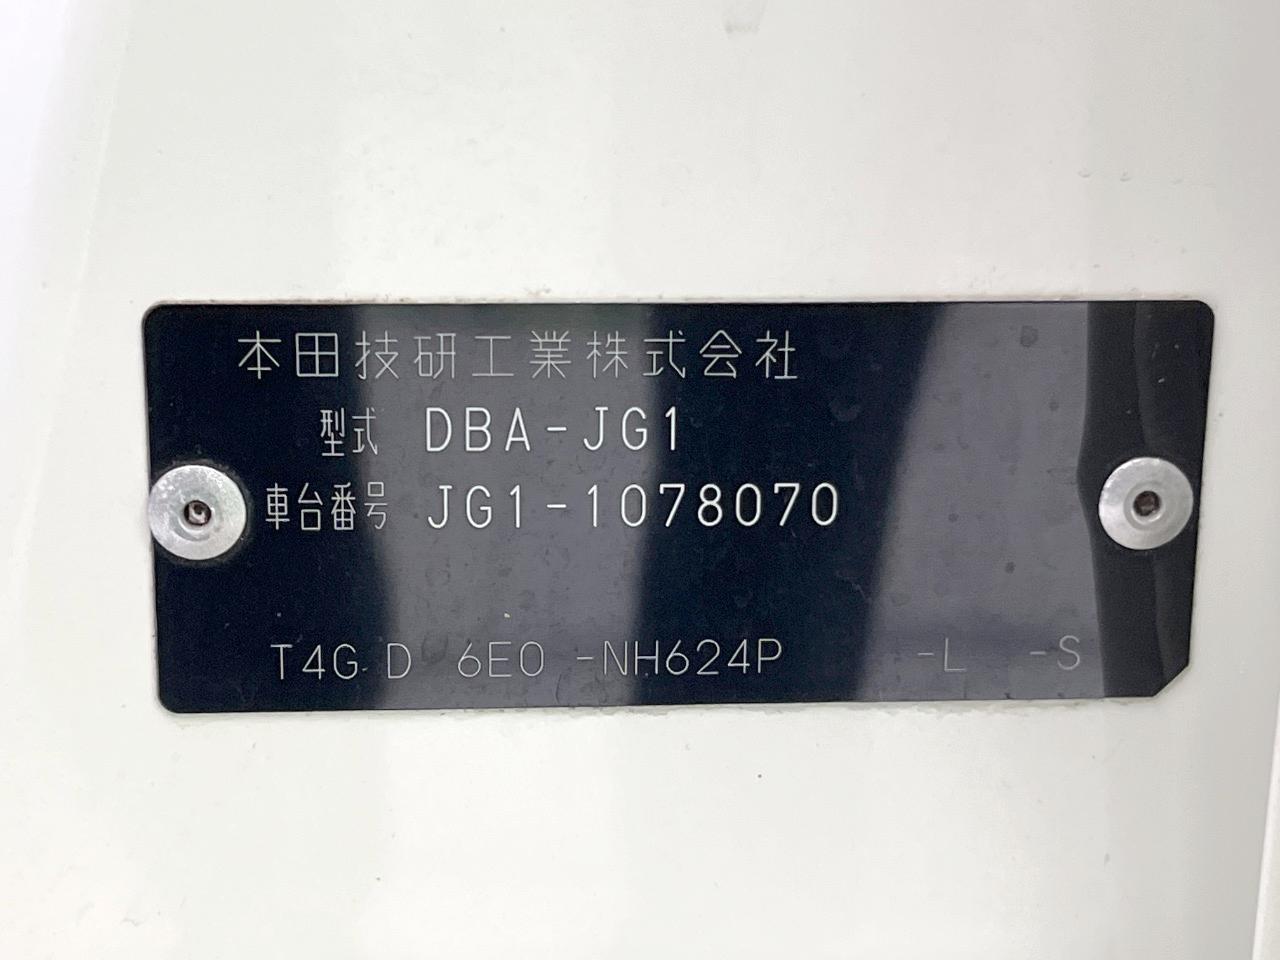 本田技研工業株式会社
型式 DBA-JG1
車台番号 JG1-1078070
T4G D 6E0 -NH624P -L -S